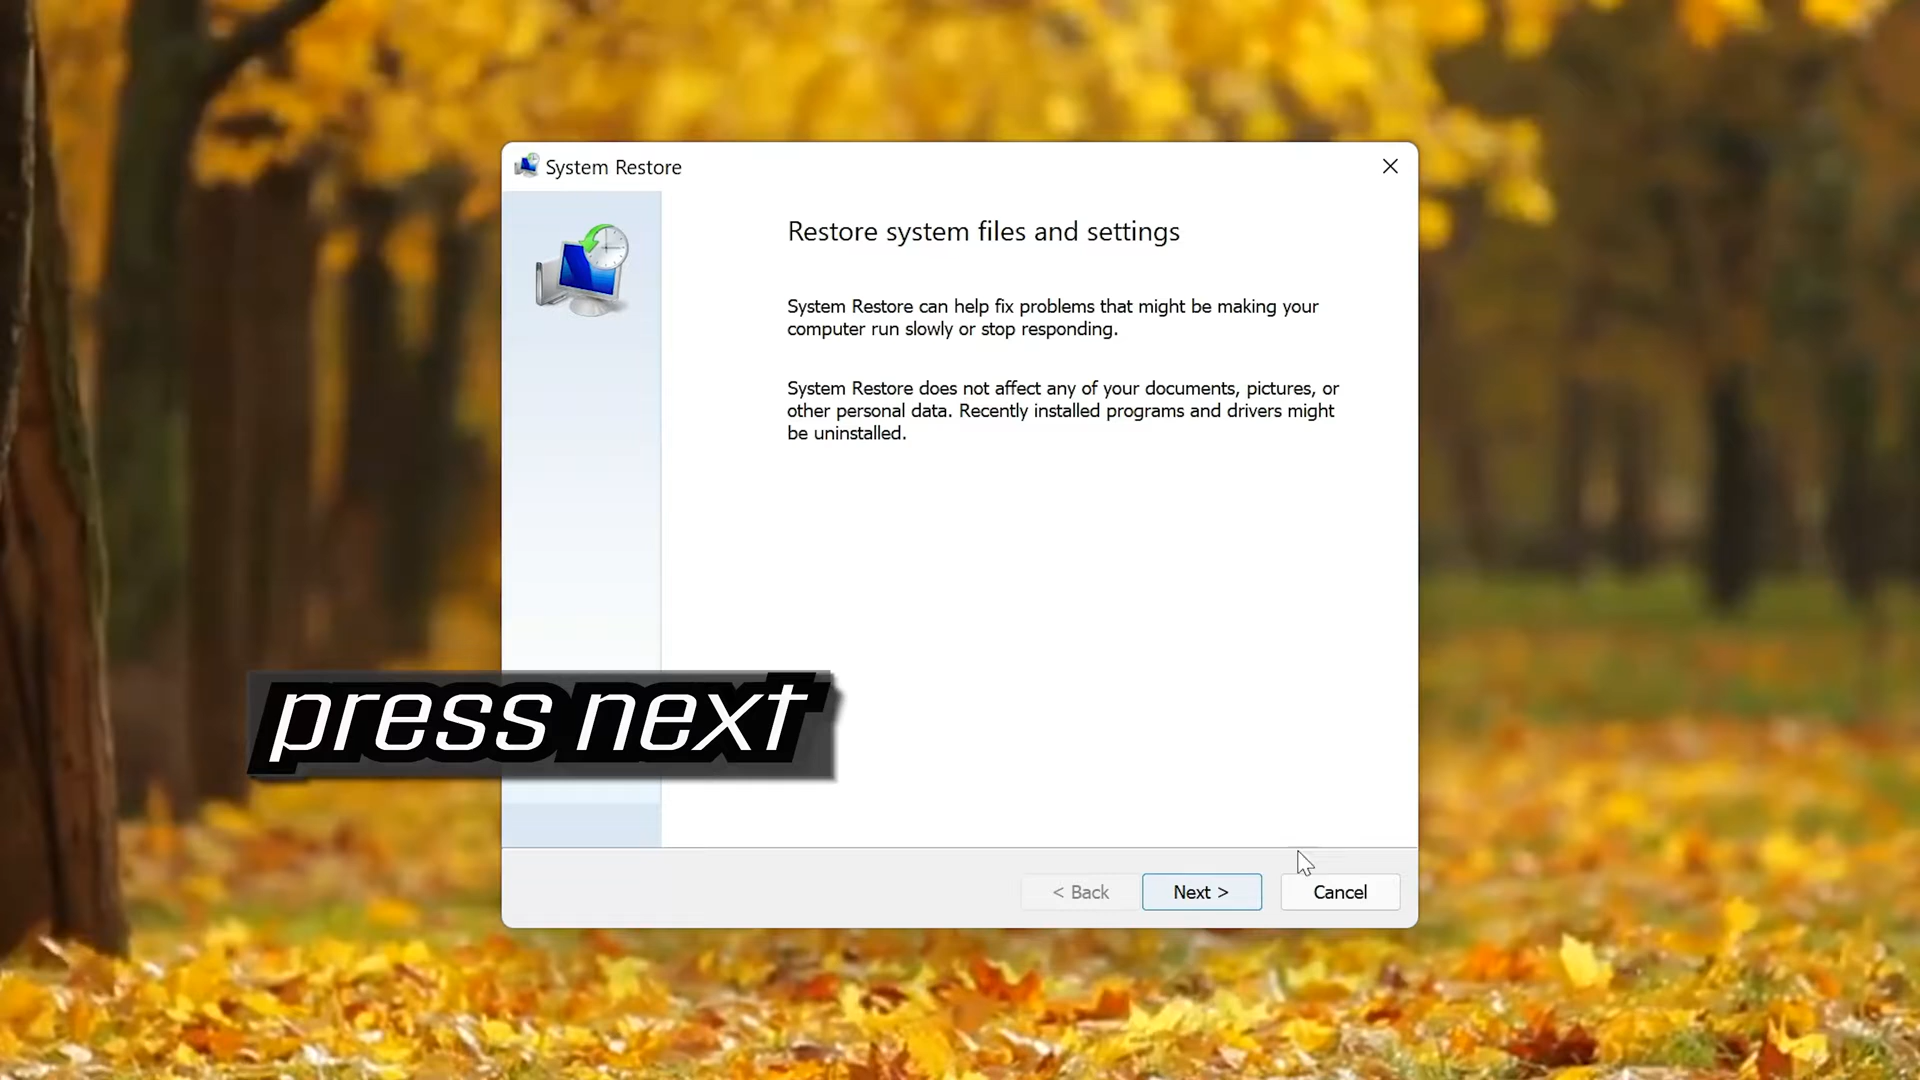 System Restore
Restore system files and settings
System Restore can help fix problems that might be making your
computer run slowly or stop responding.
System Restore does not affect any of your documents, pictures, or
other personal data. Recently installed programs and drivers might
be uninstalled.
press next
< Back
Next >
Cancel